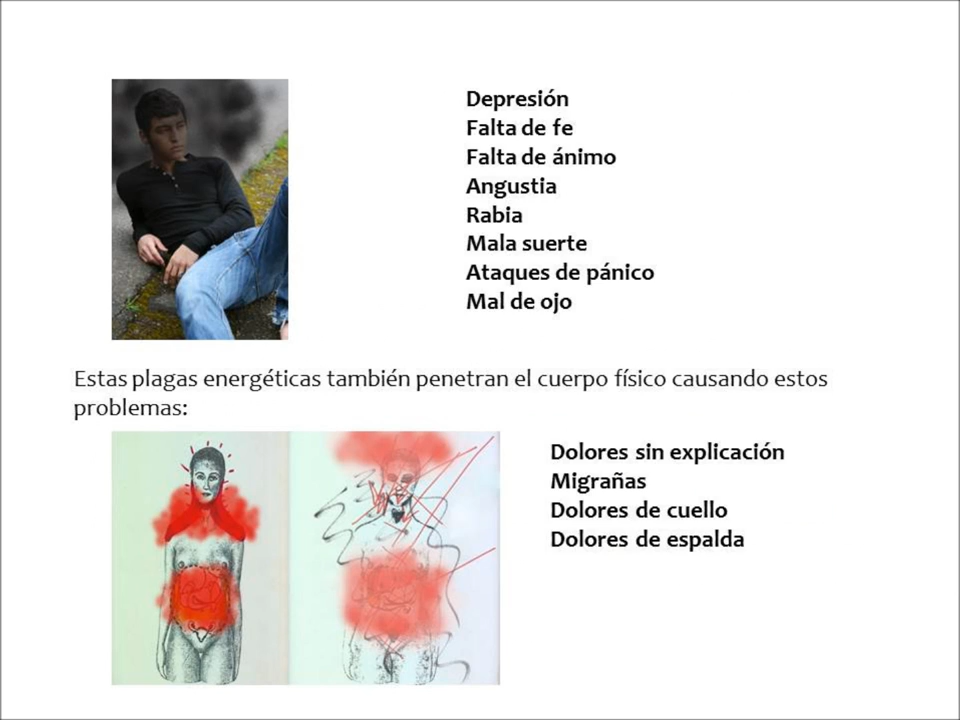 Depresión
Falta de fe
Falta de ánimo
Angustia
Rabia
Mala suerte
Ataques de pánico
Mal de ojo
Estas plagas energéticas también penetran el cuerpo físico causando estos
problemas:
Dolores sin explicación
Migrañas
Dolores de cuello
Dolores de espalda